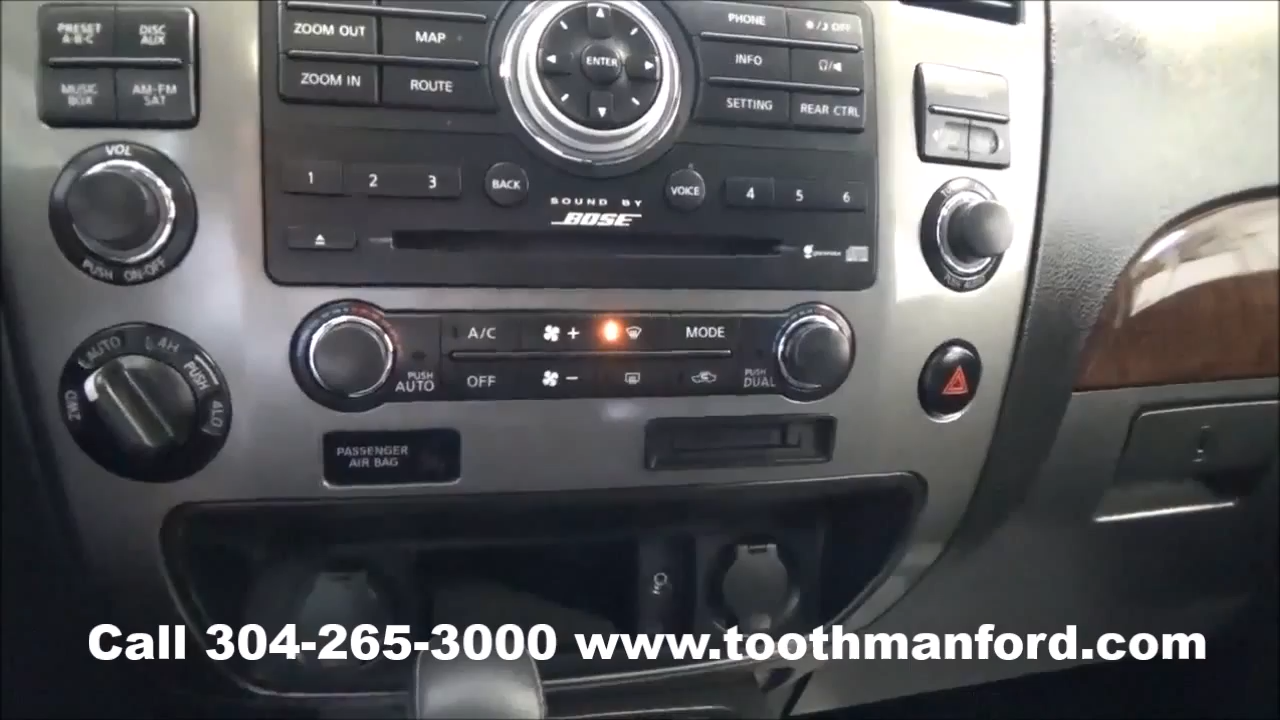 PRESET A·B·C
DISC AUX
MUSIC BOX
AM·FM SAT
ZOOM OUT
MAP
ZOOM IN
ROUTE
ENTER
PHONE
OFF
INFO
SETTING
REAR CTRL
VOL
PUSH ON·OFF
1
2
3
BACK
VOICE
4
5
6
SOUND BY
BOSE
AUTO
4H
PUSH
2WD
4LO
PUSH AUTO
A/C
+
MODE
OFF
−
PUSH DUAL
PASSENGER
AIR BAG
Call 304-265-3000 www.toothmanford.com